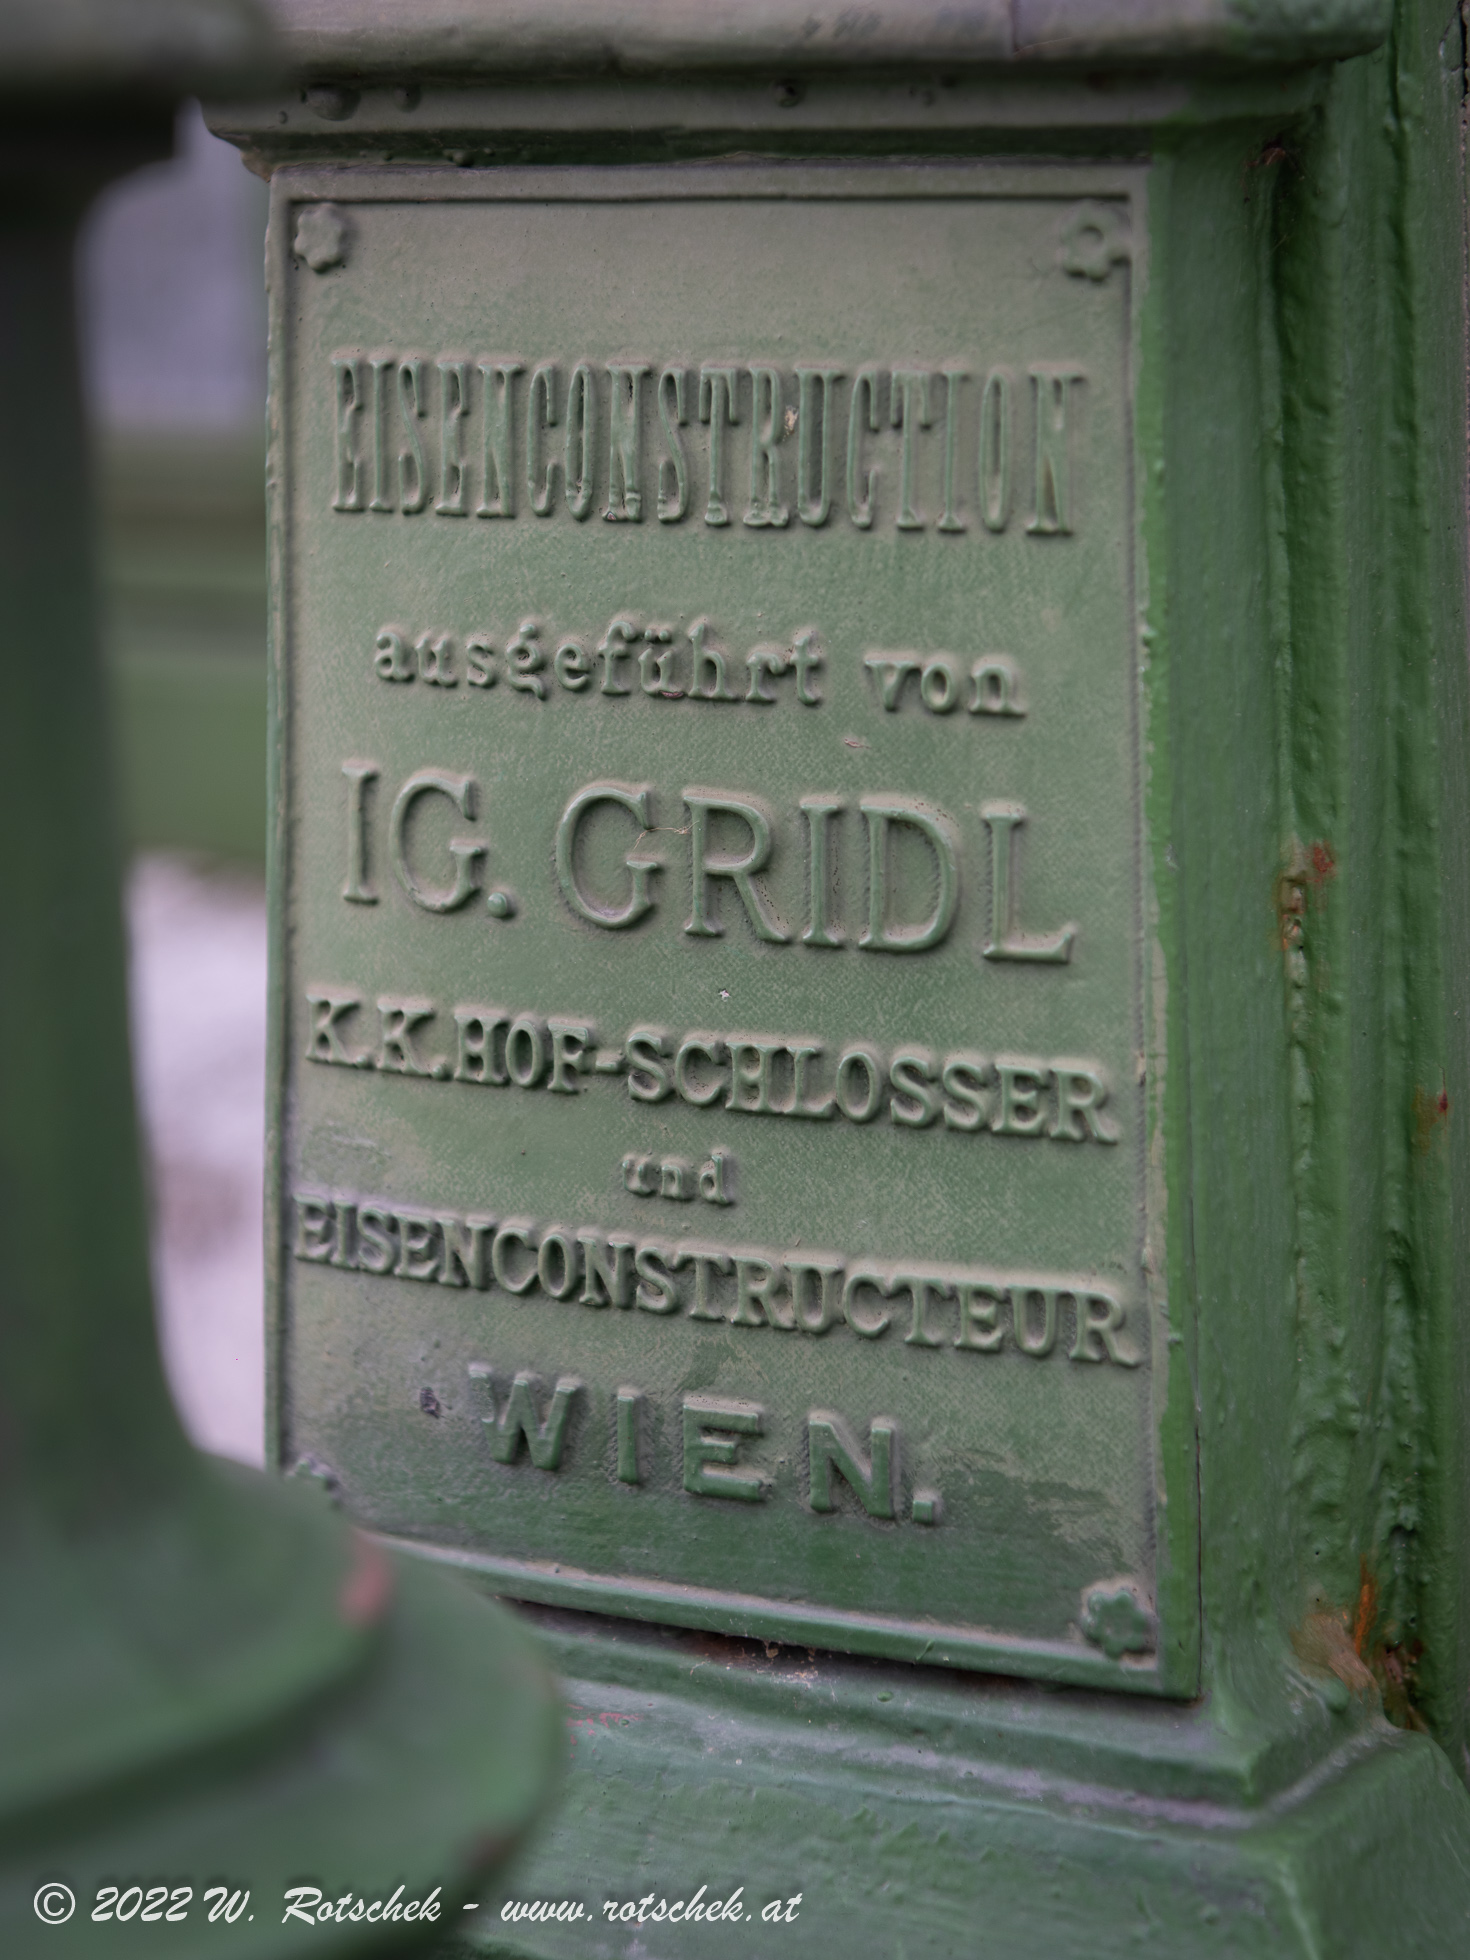 EISENCONSTRUCTION
ausgeführt von
IG. GRIDL
K.K.HOF-SCHLOSSER
und
EISENCONSTRUCTEUR
WIEN.
© 2022 W. Rotschek - www.rotschek.at